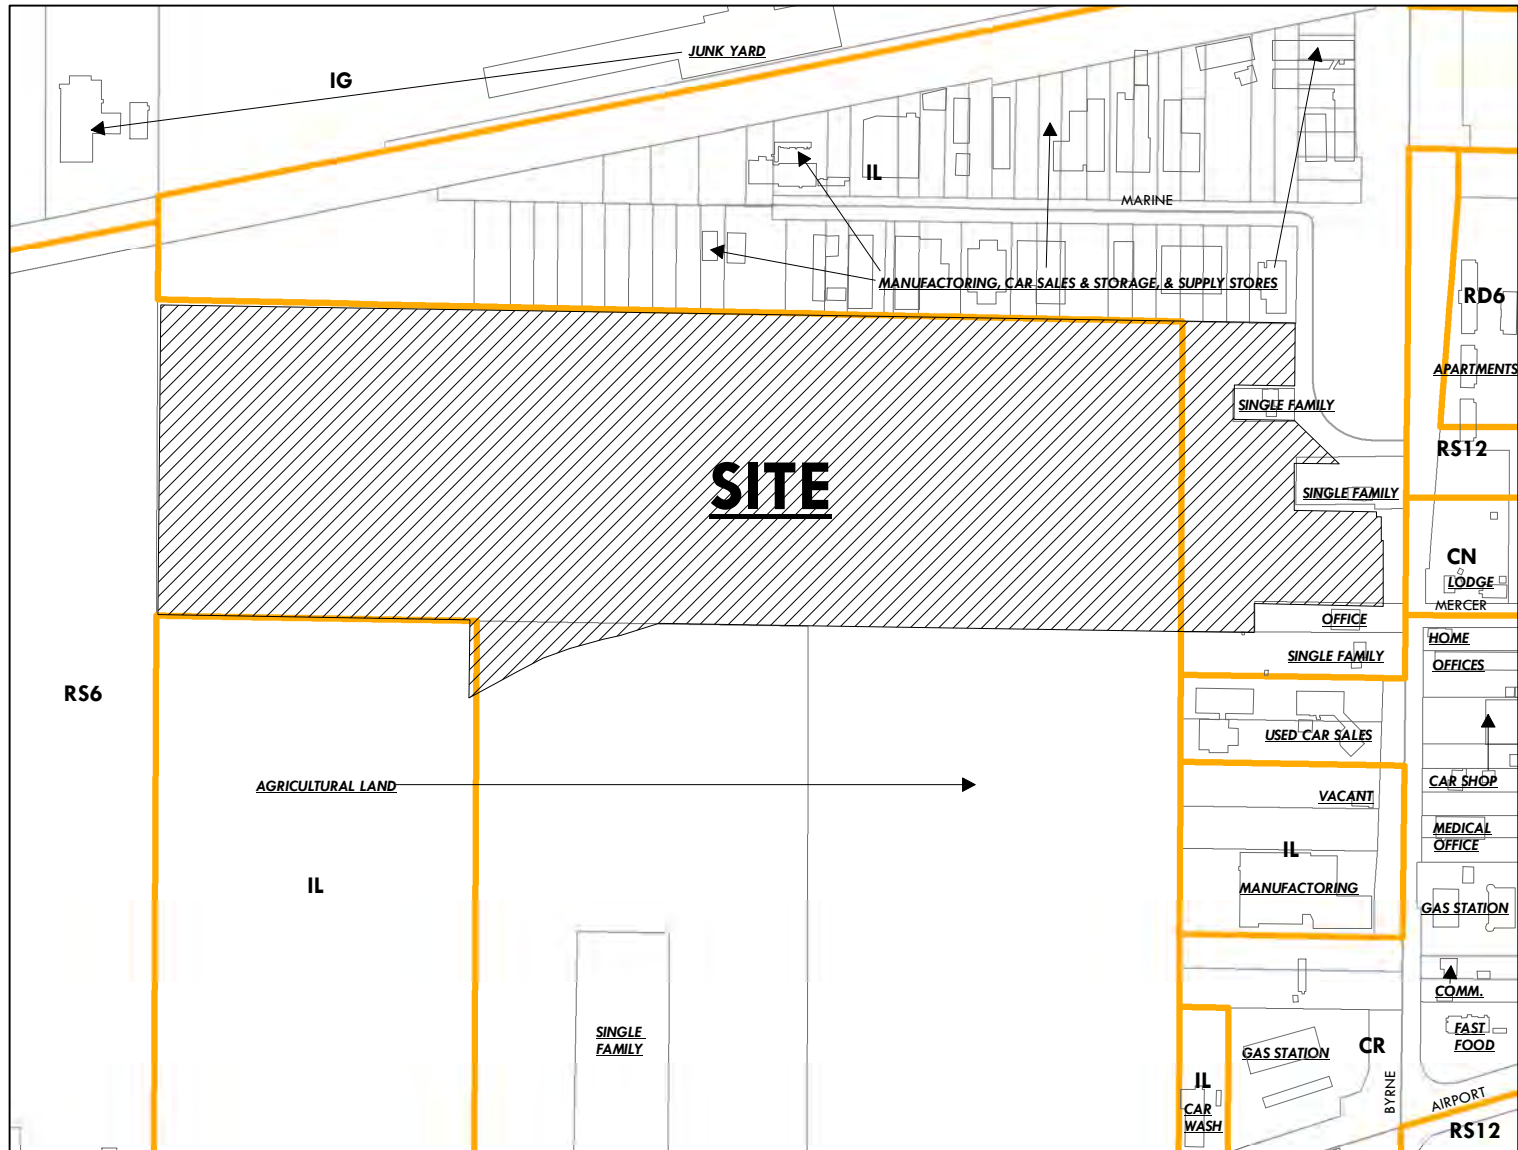 JUNK YARD
IG
IL
MARINE
MANUFACTORING, CAR SALES & STORAGE, & SUPPLY STORES
RD6
APARTMENTS
SINGLE FAMILY
RS12
SITE
SINGLE FAMILY
CN
LODGE
MERCER
OFFICE
HOME
OFFICES
SINGLE FAMILY
RS6
USED CAR SALES
AGRICULTURAL LAND
VACANT
CAR SHOP
MEDICAL
OFFICE
IL
IL
MANUFACTORING
GAS STATION
COMM.
SINGLE
FAMILY
GAS STATION
CR
FAST
FOOD
IL
CAR
WASH
BYRNE
AIRPORT
RS12